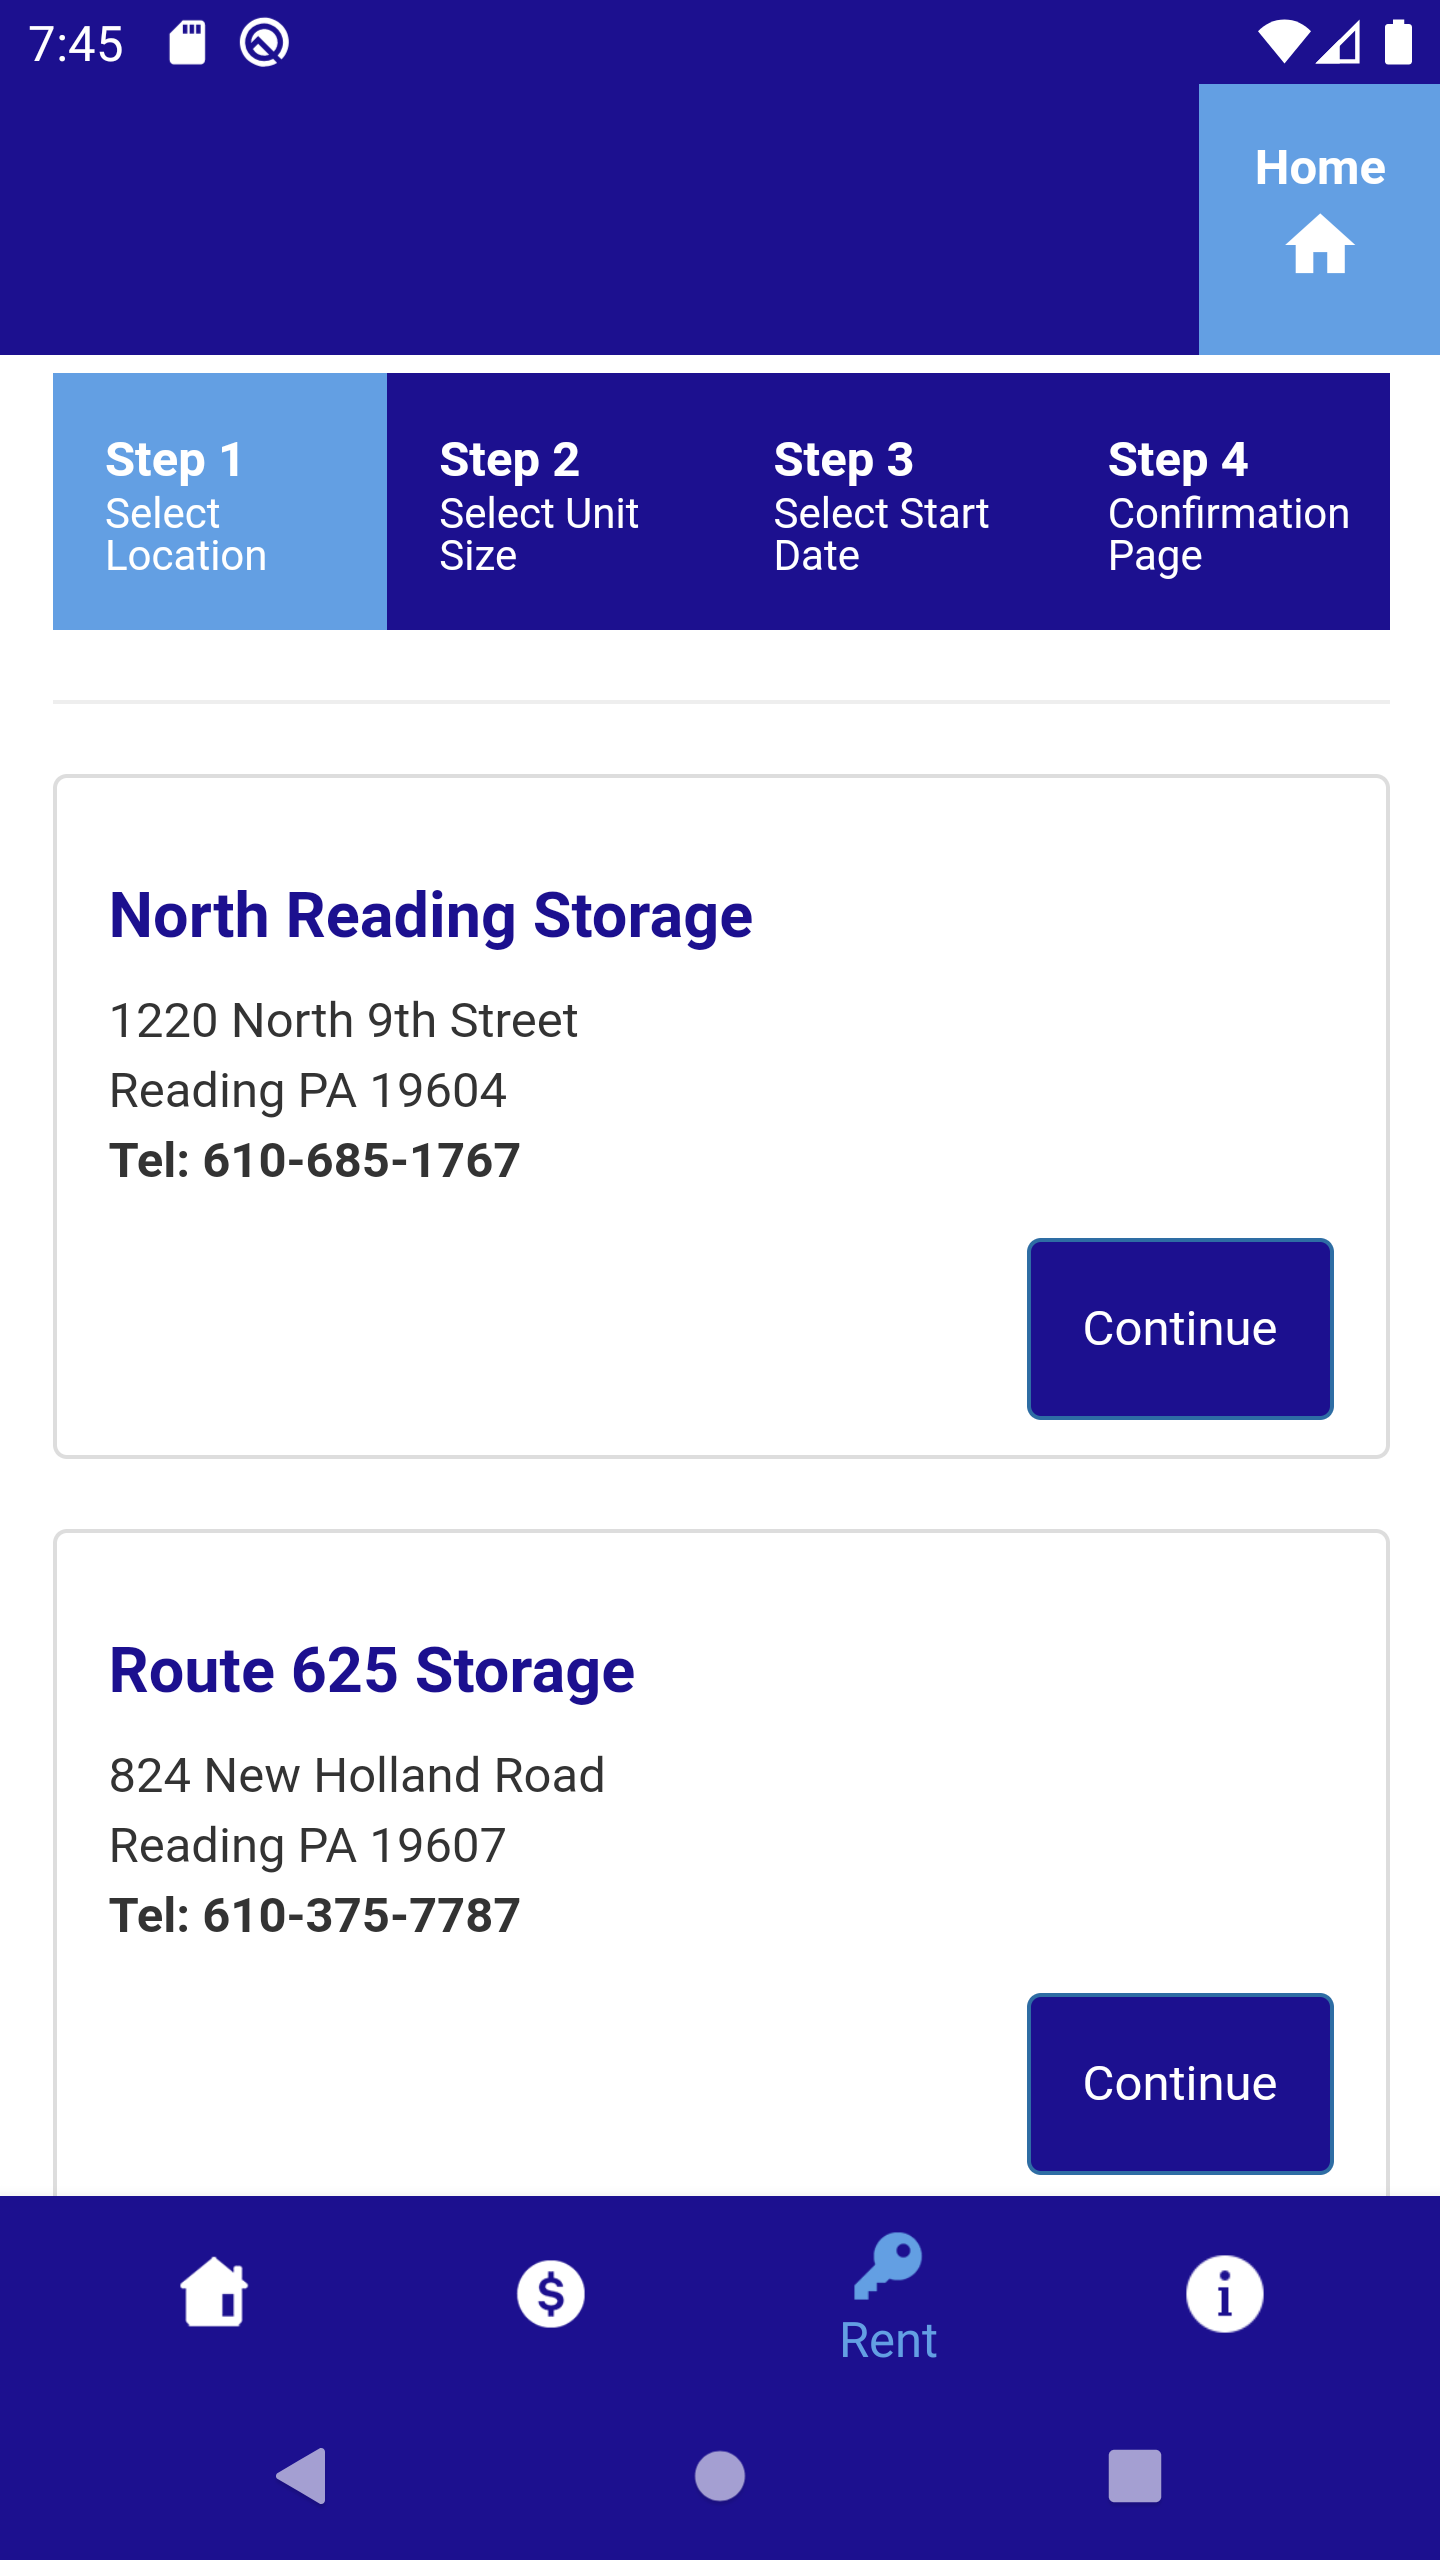 7:45
Home
Step 1
Select
Location
Step 2
Select Unit
Size
Step 3
Select Start
Date
Step 4
Confirmation
Page
North Reading Storage
1220 North 9th Street
Reading PA 19604
Tel: 610-685-1767
Continue
Route 625 Storage
824 New Holland Road
Reading PA 19607
Tel: 610-375-7787
Continue
Rent